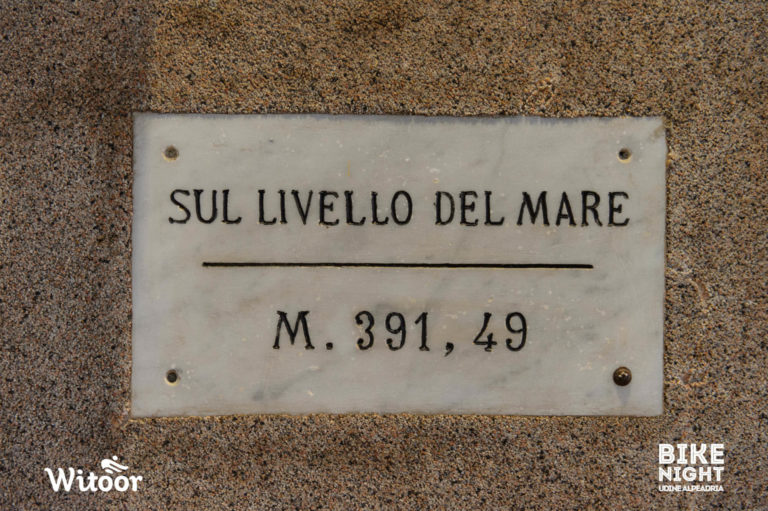 SUL LIVELLO DEL MARE
M. 391, 49
Witoor
BIKE
NIGHT
UDINE ALPEADRIA